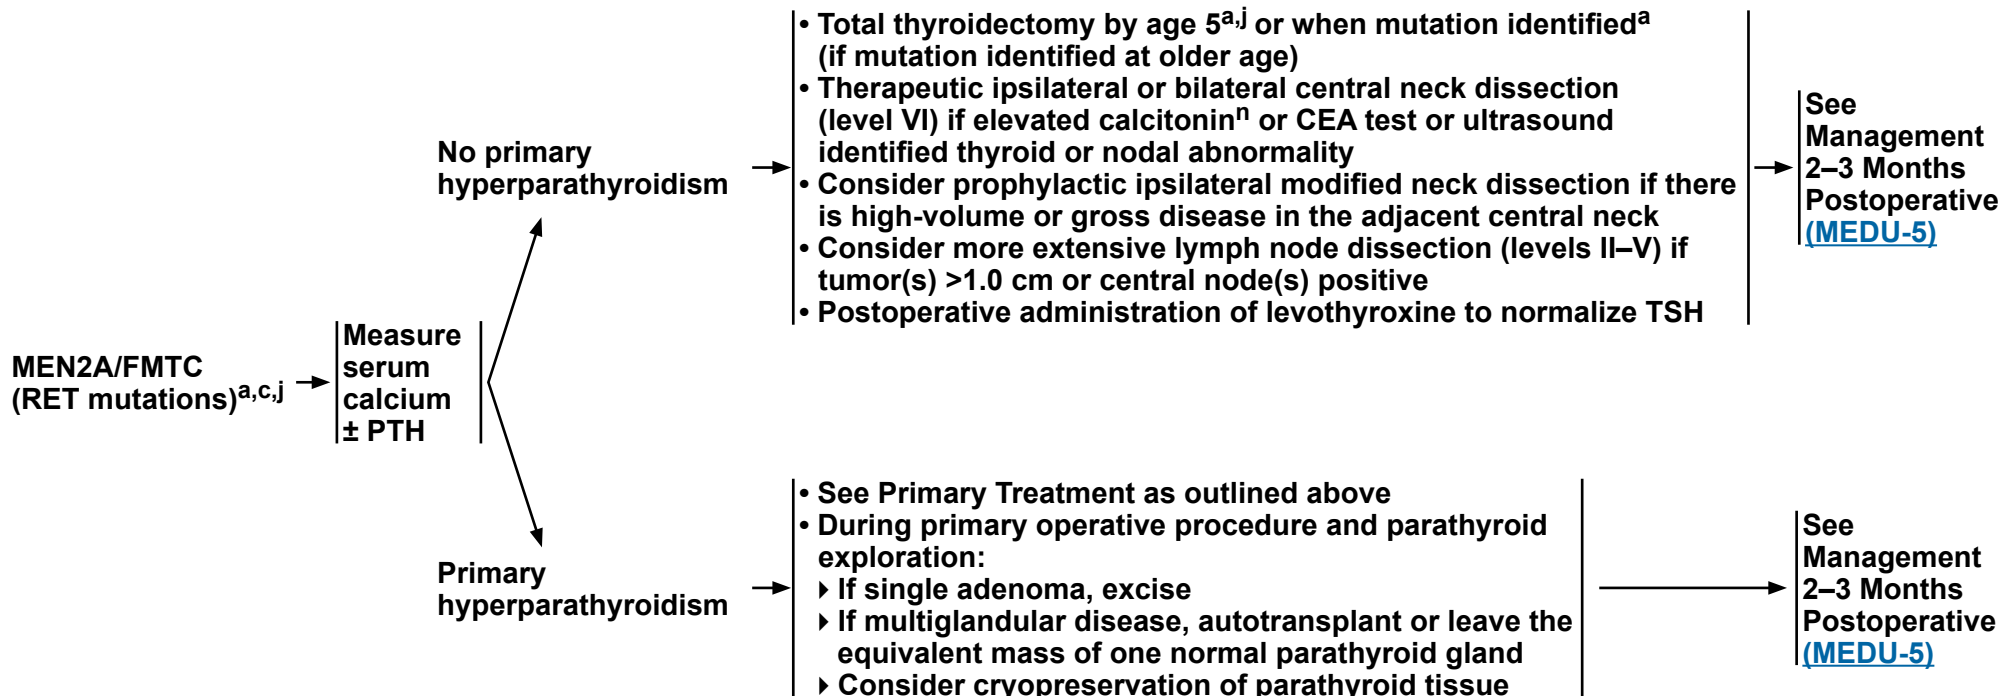 MEN2A/FMTC
(RET mutations)a,c,j
Measure
serum
calcium
± PTH
No primary
hyperparathyroidism
• Total thyroidectomy by age 5a,j or when mutation identifieda
(if mutation identified at older age)
• Therapeutic ipsilateral or bilateral central neck dissection
(level VI) if elevated calcitoninn or CEA test or ultrasound
identified thyroid or nodal abnormality
• Consider prophylactic ipsilateral modified neck dissection if there
is high-volume or gross disease in the adjacent central neck
• Consider more extensive lymph node dissection (levels II–V) if
tumor(s) >1.0 cm or central node(s) positive
• Postoperative administration of levothyroxine to normalize TSH
See
Management
2–3 Months
Postoperative
(MEDU-5)
Primary
hyperparathyroidism
• See Primary Treatment as outlined above
• During primary operative procedure and parathyroid
exploration:
▸ If single adenoma, excise
▸ If multiglandular disease, autotransplant or leave the
equivalent mass of one normal parathyroid gland
▸ Consider cryopreservation of parathyroid tissue
See
Management
2–3 Months
Postoperative
(MEDU-5)